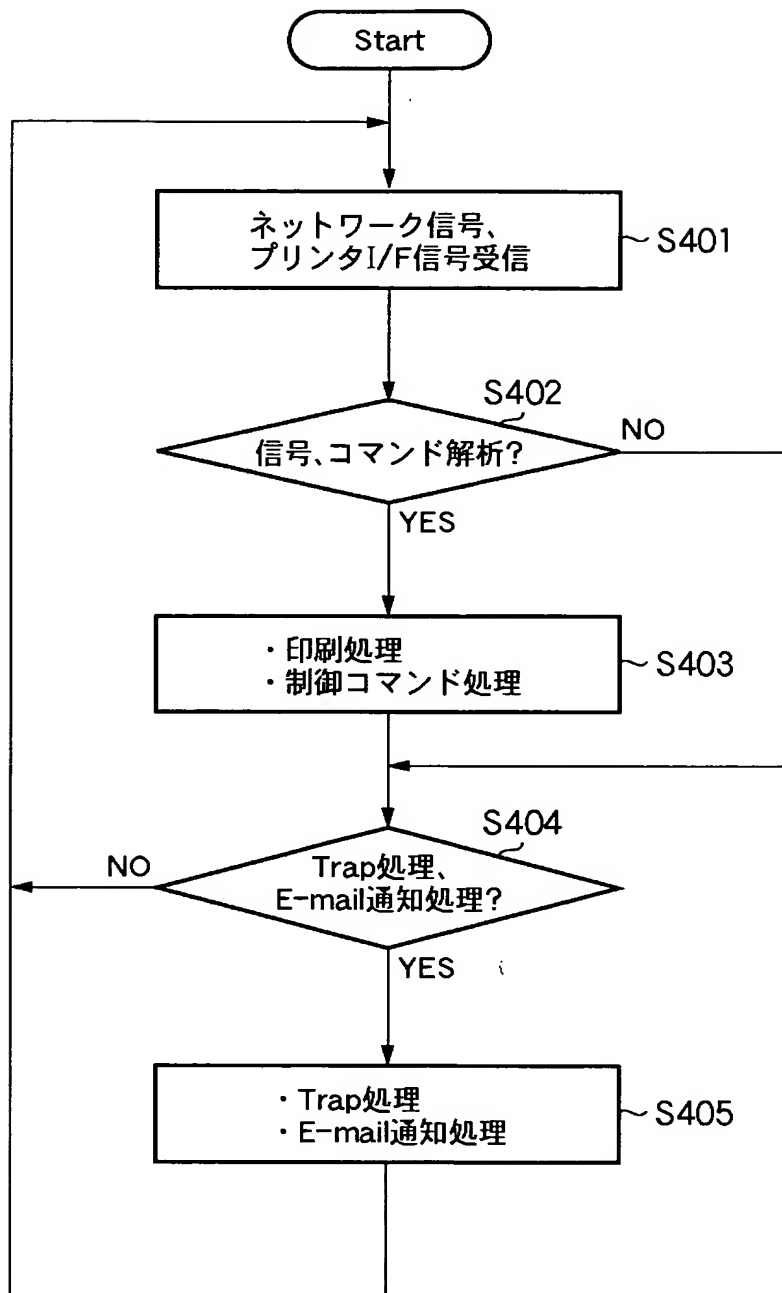 Start
ネットワーク信号、
プリンタI/F信号受信
S401
S402
信号、コマンド解析?
NO
YES
・印刷処理
・制御コマンド処理
S403
S404
NO
Trap処理、
E-mail通知処理?
YES
・Trap処理
・E-mail通知処理
S405